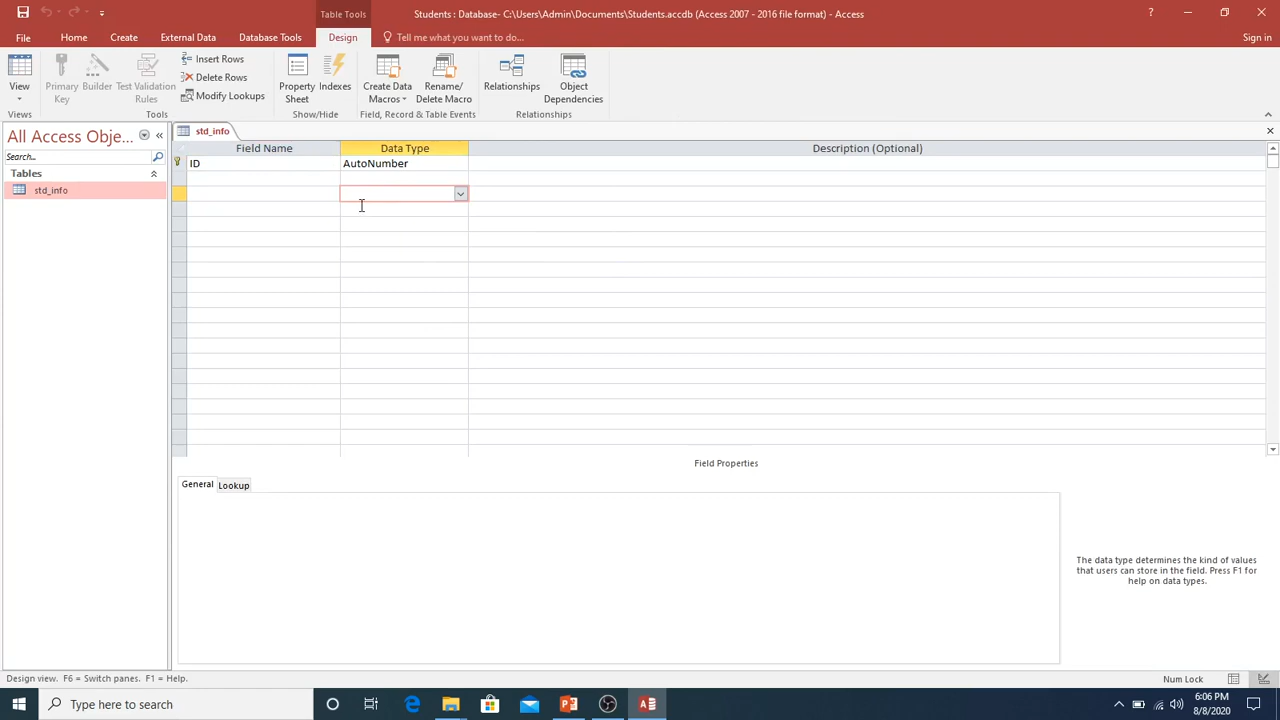 Table Tools
Students : Database- C:\Users\Admin\Documents\Students.accdb (Access 2007 - 2016 file format) - Access
?
File
Home
Create
External Data
Database Tools
Design
Tell me what you want to do...
Sign in
View
Primary
Key
Builder
Test Validation
Rules
Insert Rows
Delete Rows
Modify Lookups
Property
Sheet
Indexes
Create Data
Macros
Rename/
Delete Macro
Relationships
Object
Dependencies
Views
Tools
Show/Hide
Field, Record & Table Events
Relationships
All Access Obje...
Search...
Tables
std_info
std_info
Field Name
Data Type
Description (Optional)
ID
AutoNumber
Field Properties
General
Lookup
The data type determines the kind of values
that users can store in the field. Press F1 for
help on data types.
Design view. F6 = Switch panes. F1 = Help.
Num Lock
Type here to search
6:06 PM
8/8/2020